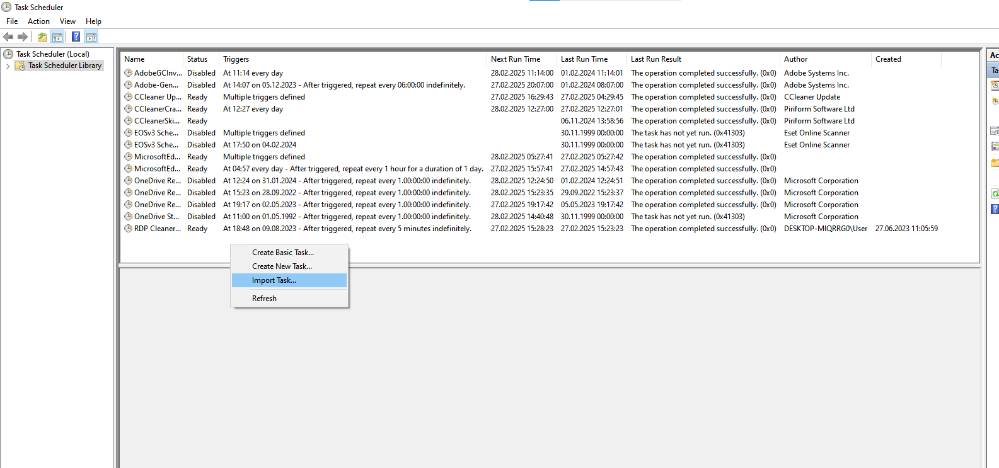 Task Scheduler
File Action View Help
Task Scheduler (Local)
Task Scheduler Library
Name Status Triggers Next Run Time Last Run Time Last Run Result Author Created
AdobeGCInv... Disabled At 11:14 every day 28.02.2025 11:14:00 01.02.2024 11:14:01 The operation completed successfully. (0x0) Adobe Systems Inc.
Adobe-Gen... Disabled At 14:07 on 05.12.2023 - After triggered, repeat every 06:00:00 indefinitely. 27.02.2025 20:07:00 01.02.2024 08:07:00 The operation completed successfully. (0x0) Adobe Systems Inc.
CCleaner Up... Ready Multiple triggers defined 27.02.2025 16:29:43 27.02.2025 04:29:45 The operation completed successfully. (0x0) CCleaner Update
CCleanerCra... Ready At 12:27 every day 28.02.2025 12:27:00 27.02.2025 12:27:01 The operation completed successfully. (0x0) Piriform Software Ltd
CCleanerSki... Ready 06.11.2024 13:58:56 The operation completed successfully. (0x0) Piriform Software Ltd
EOSv3 Sche... Disabled Multiple triggers defined 30.11.1999 00:00:00 The task has not yet run. (0x41303) Eset Online Scanner
EOSv3 Sche... Disabled At 17:50 on 04.02.2024 30.11.1999 00:00:00 The task has not yet run. (0x41303) Eset Online Scanner
MicrosoftEd... Ready Multiple triggers defined 28.02.2025 05:27:41 27.02.2025 05:27:42 The operation completed successfully. (0x0)
MicrosoftEd... Ready At 04:57 every day - After triggered, repeat every 1 hour for a duration of 1 day. 27.02.2025 15:57:41 27.02.2025 14:57:43 The operation completed successfully. (0x0)
OneDrive Re... Disabled At 12:24 on 31.01.2024 - After triggered, repeat every 1.00:00:00 indefinitely. 28.02.2025 12:24:50 01.02.2024 12:24:51 The operation completed successfully. (0x0) Microsoft Corporation
OneDrive Re... Disabled At 15:23 on 28.09.2022 - After triggered, repeat every 1.00:00:00 indefinitely. 28.02.2025 15:23:35 29.09.2022 15:23:37 The operation completed successfully. (0x0) Microsoft Corporation
OneDrive Re... Disabled At 19:17 on 02.05.2023 - After triggered, repeat every 1.00:00:00 indefinitely. 27.02.2025 19:17:42 05.05.2023 19:17:42 The operation completed successfully. (0x0) Microsoft Corporation
OneDrive St... Disabled At 11:00 on 01.05.1992 - After triggered, repeat every 1.00:00:00 indefinitely. 28.02.2025 14:40:48 30.11.1999 00:00:00 The task has not yet run. (0x41303) Microsoft Corporation
RDP Cleaner... Ready At 18:48 on 09.08.2023 - After triggered, repeat every 5 minutes indefinitely. 27.02.2025 15:28:23 27.02.2025 15:23:23 The operation completed successfully. (0x0) DESKTOP-MIQRRG0\User 27.06.2023 11:05:59
Create Basic Task...
Create New Task...
Import Task...
Refresh
Ac
Ta